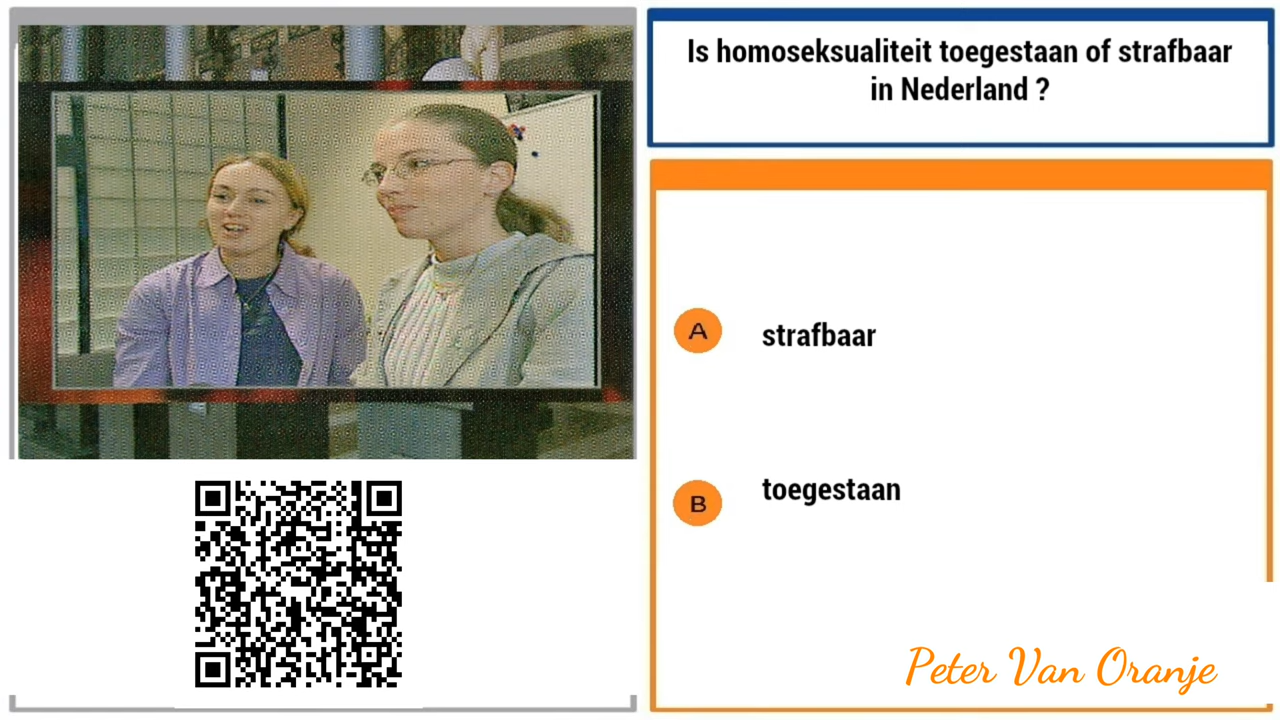 Is homoseksualiteit toegestaan of strafbaar
in Nederland ?
A strafbaar
B toegestaan
Peter Van Oranje